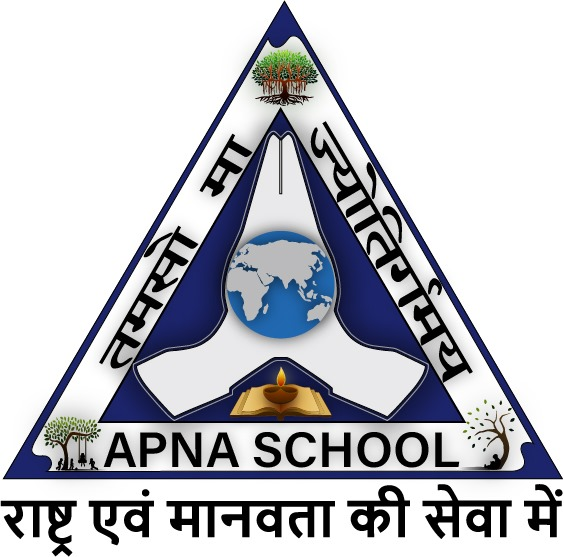 तमसो मा
ज्योतिर्गमय
APNA SCHOOL
राष्ट्र एवं मानवता की सेवा में